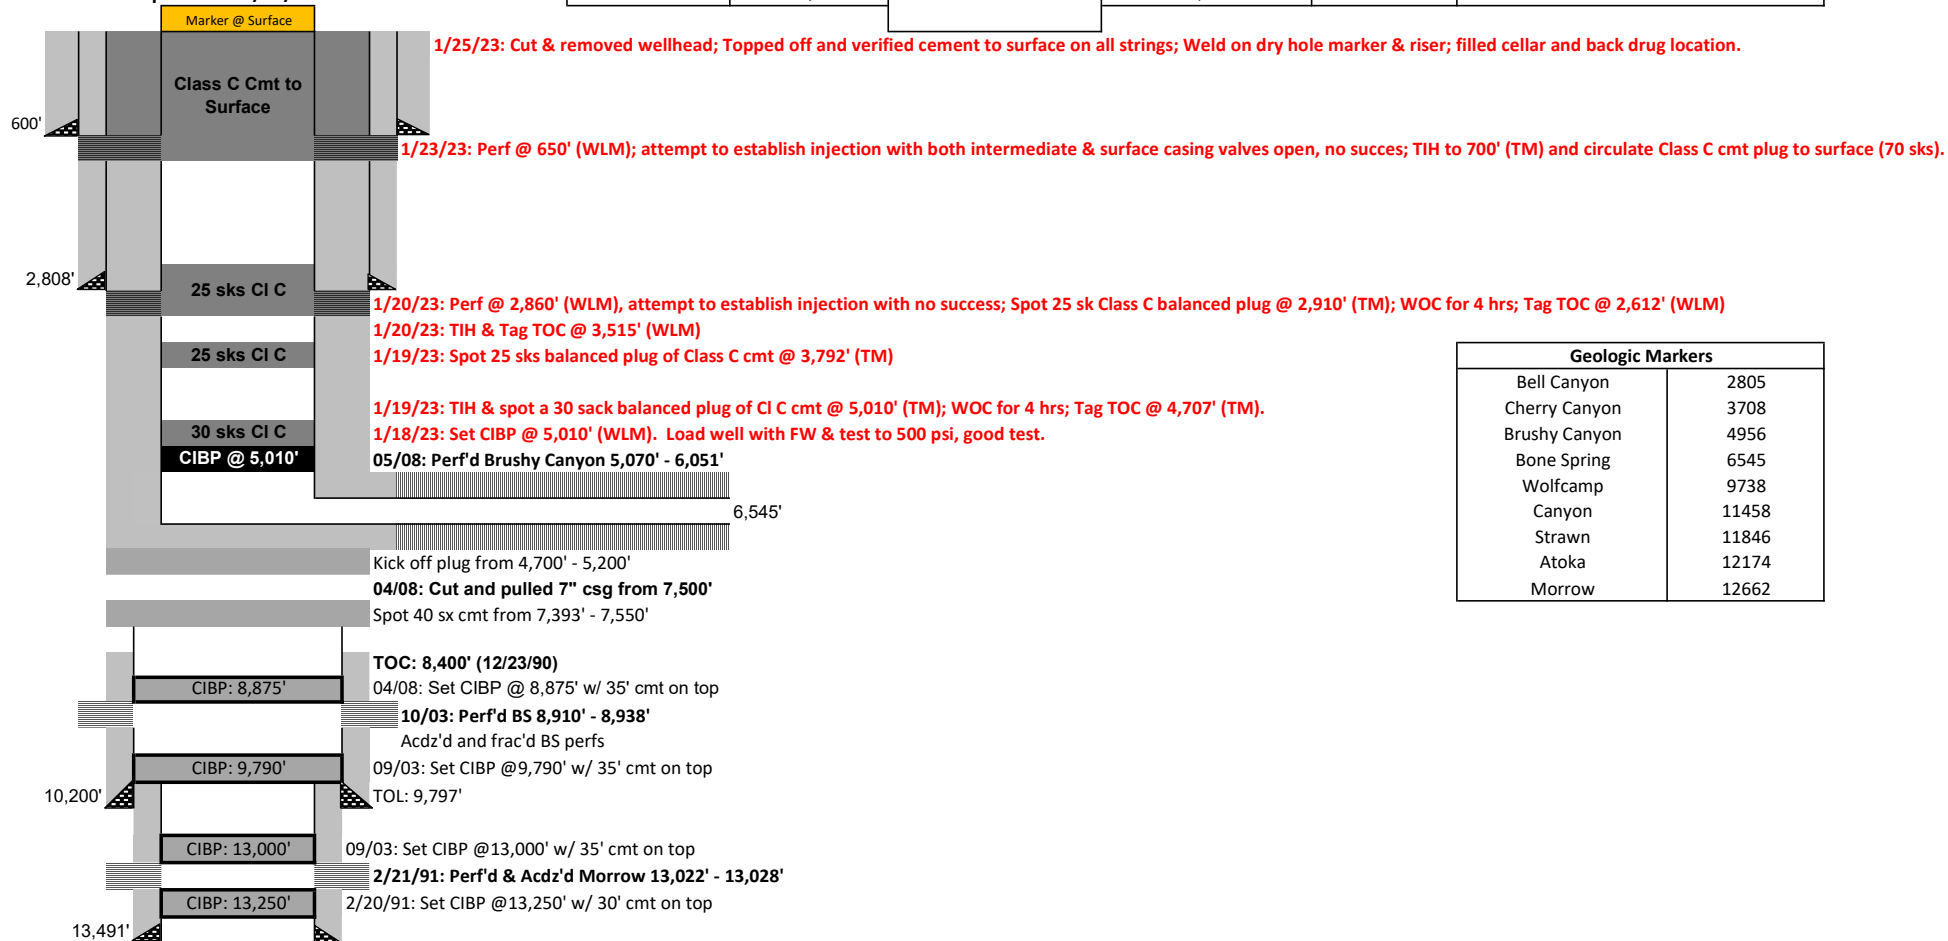 Marker @ Surface
1/25/23: Cut & removed wellhead; Topped off and verified cement to surface on all strings; Weld on dry hole marker & riser; filled cellar and back drug location.
Class C Cmt to
Surface
600'
1/23/23: Perf @ 650' (WLM); attempt to establish injection with both intermediate & surface casing valves open, no succes; TIH to 700' (TM) and circulate Class C cmt plug to surface (70 sks).
2,808'
25 sks Cl C
1/20/23: Perf @ 2,860' (WLM), attempt to establish injection with no success; Spot 25 sk Class C balanced plug @ 2,910' (TM); WOC for 4 hrs; Tag TOC @ 2,612' (WLM)
1/20/23: TIH & Tag TOC @ 3,515' (WLM)
25 sks Cl C
1/19/23: Spot 25 sks balanced plug of Class C cmt @ 3,792' (TM)
1/19/23: TIH & spot a 30 sack balanced plug of Cl C cmt @ 5,010' (TM); WOC for 4 hrs; Tag TOC @ 4,707' (TM).
30 sks Cl C
1/18/23: Set CIBP @ 5,010' (WLM).  Load well with FW & test to 500 psi, good test.
CIBP @ 5,010'
05/08: Perf'd Brushy Canyon 5,070' - 6,051'
6,545'
Kick off plug from 4,700' - 5,200'
04/08: Cut and pulled 7" csg from 7,500'
Spot 40 sx cmt from 7,393' - 7,550'
TOC: 8,400' (12/23/90)
CIBP: 8,875'
04/08: Set CIBP @ 8,875' w/ 35' cmt on top
10/03: Perf'd BS 8,910' - 8,938'
Acdz'd and frac'd BS perfs
CIBP: 9,790'
09/03: Set CIBP @9,790' w/ 35' cmt on top
10,200'
TOL: 9,797'
CIBP: 13,000'
09/03: Set CIBP @13,000' w/ 35' cmt on top
2/21/91: Perf'd & Acdz'd Morrow 13,022' - 13,028'
CIBP: 13,250'
2/20/91: Set CIBP @13,250' w/ 30' cmt on top
13,491'
Geologic Markers
Bell Canyon 2805
Cherry Canyon 3708
Brushy Canyon 4956
Bone Spring 6545
Wolfcamp 9738
Canyon 11458
Strawn 11846
Atoka 12174
Morrow 12662